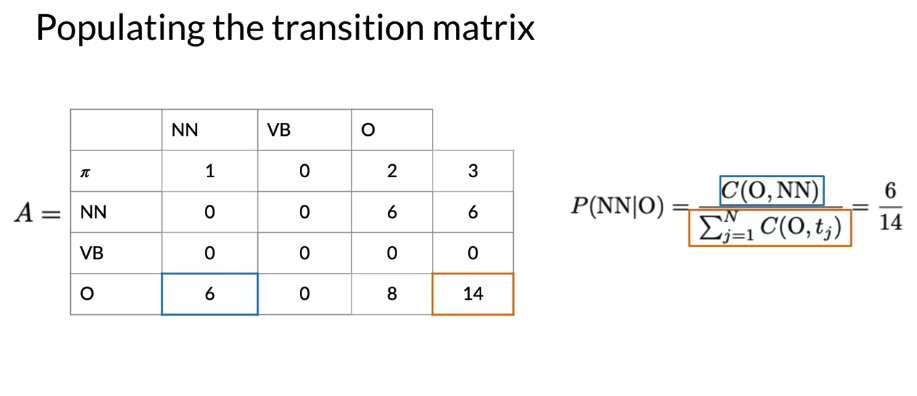 Populating the transition matrix
NN VB O
π 1 0 2 3
A = NN 0 0 6 6
VB 0 0 0 0
O 6 0 8 14
P(NN|O) = C(O, NN) / ∑_{j=1}^{N} C(O, t_j) = 6 / 14